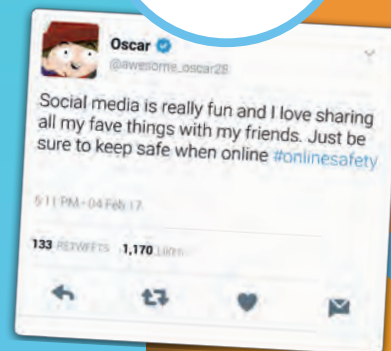 Oscar
@awesome_oscar28
Social media is really fun and I love sharing
all my fave things with my friends. Just be
sure to keep safe when online #onlinesafety
5:11 PM - 04 Feb 17
133 RETWEETS 1,170 LIKES